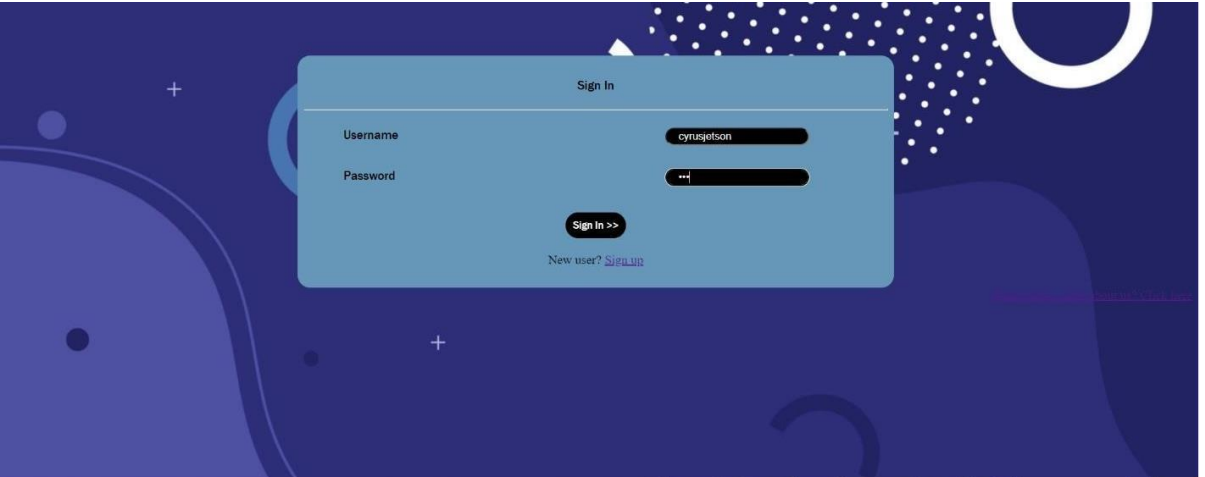 Sign In
Username cyrusjetson
Password •••
Sign In >>
New user? Sign up